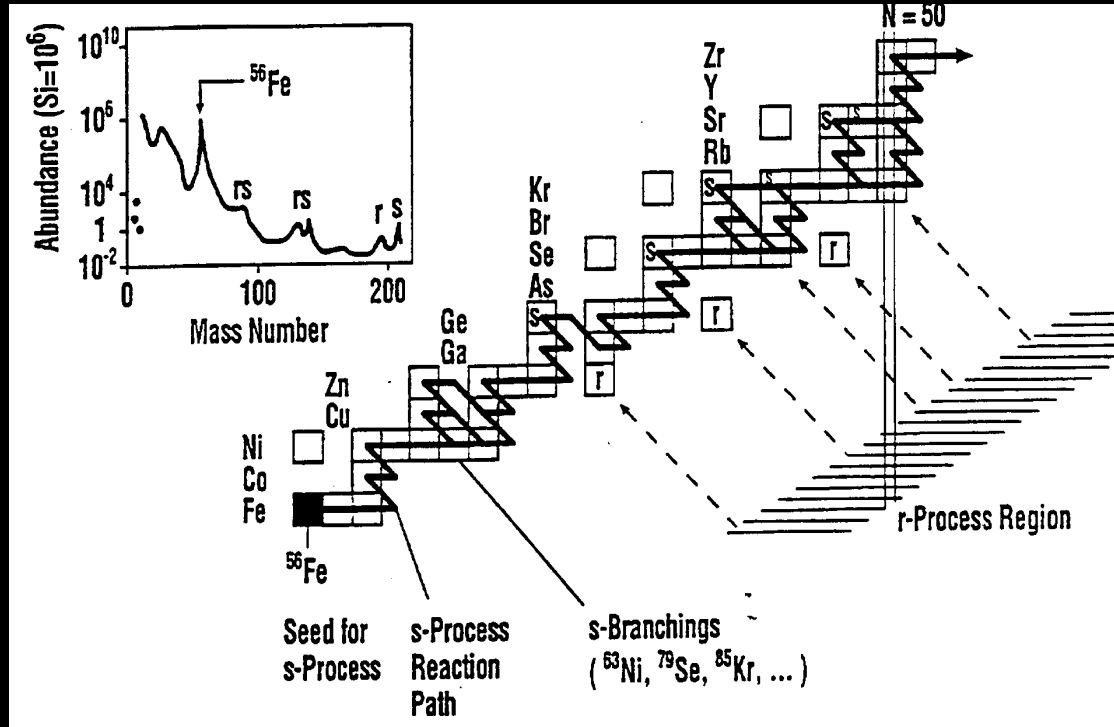 Abundance (Si=10⁶)
10¹⁰
10⁶
10⁴
1
10⁻²
⁵⁶Fe
rs
rs
r
s
0
100
200
Mass Number
N = 50
Zr
Y
Sr
Rb
Kr
Br
Se
As
Ge
Ga
Zn
Cu
Ni
Co
Fe
s
s
s
s
s
s
r
r
r
⁵⁶Fe
r-Process Region
Seed for
s-Process
s-Process
Reaction
Path
s-Branchings
(⁶³Ni, ⁷⁹Se, ⁸⁵Kr, ...)